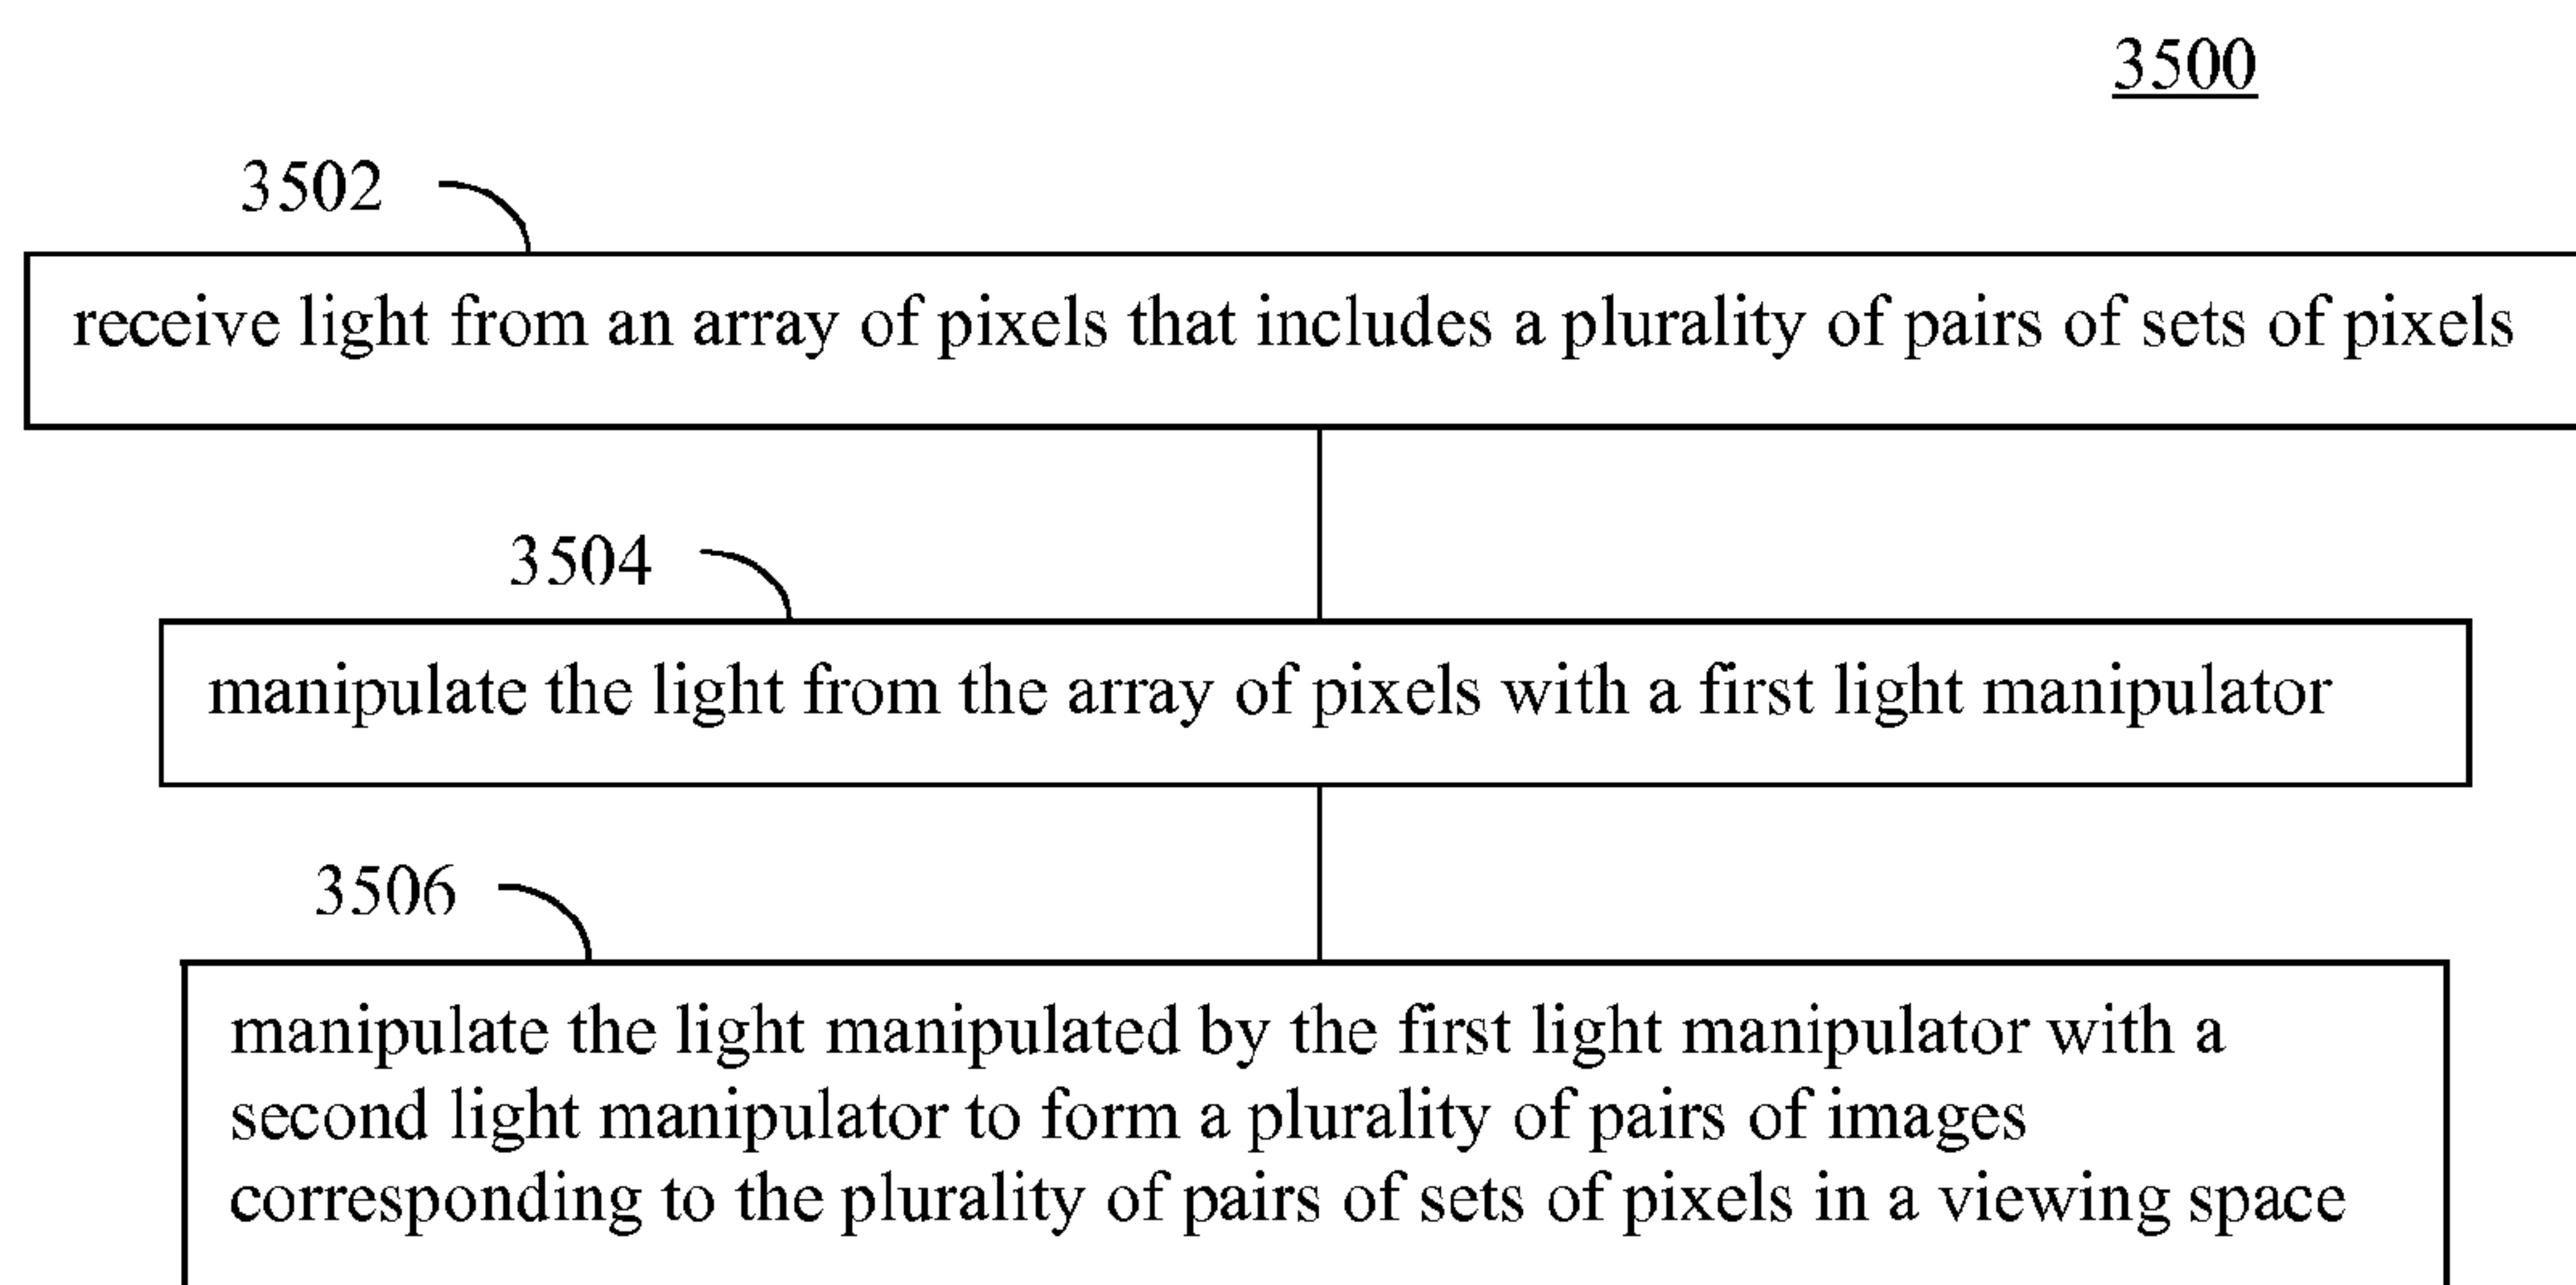 3500
3502
receive light from an array of pixels that includes a plurality of pairs of sets of pixels
3504
manipulate the light from the array of pixels with a first light manipulator
3506
manipulate the light manipulated by the first light manipulator with a
second light manipulator to form a plurality of pairs of images
corresponding to the plurality of pairs of sets of pixels in a viewing space